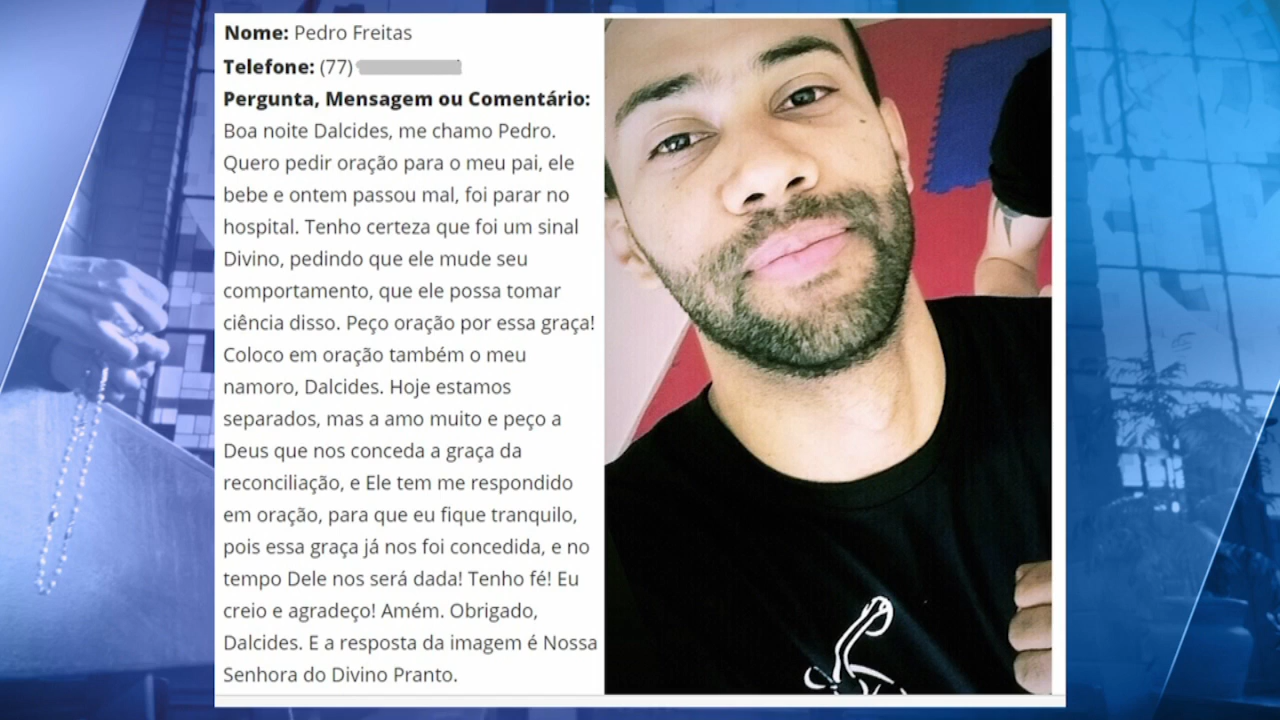 Nome: Pedro Freitas
Telefone: (77)
Pergunta, Mensagem ou Comentário:
Boa noite Dalcides, me chamo Pedro.
Quero pedir oração para o meu pai, ele
bebe e ontem passou mal, foi parar no
hospital. Tenho certeza que foi um sinal
Divino, pedindo que ele mude seu
comportamento, que ele possa tomar
ciência disso. Peço oração por essa graça!
Coloco em oração também o meu
namoro, Dalcides. Hoje estamos
separados, mas a amo muito e peço a
Deus que nos conceda a graça da
reconciliação, e Ele tem me respondido
em oração, para que eu fique tranquilo,
pois essa graça já nos foi concedida, e no
tempo Dele nos será dada! Tenho fé! Eu
creio e agradeço! Amém. Obrigado,
Dalcides. E a resposta da imagem é Nossa
Senhora do Divino Pranto.